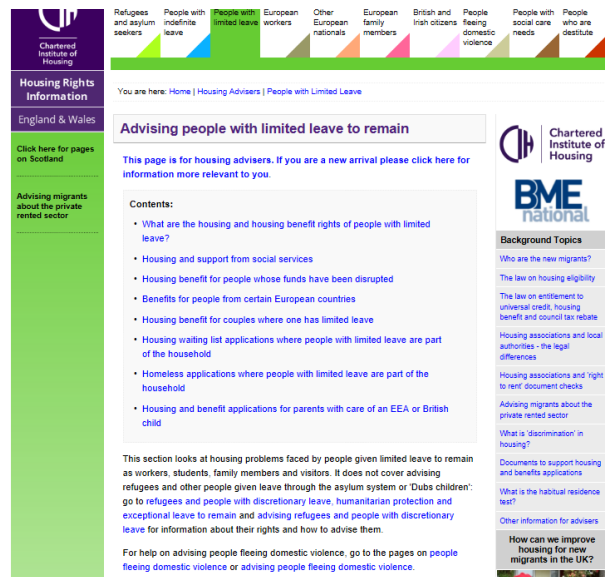 Refugees and asylum seekers
People with indefinite leave
People with limited leave
European workers
Other European nationals
European family members
British and Irish citizens
People fleeing domestic violence
People with social care needs
People who are destitute
Chartered
Institute of
Housing
Housing Rights
Information
England & Wales
Click here for pages
on Scotland
Advising migrants
about the private
rented sector
You are here: Home | Housing Advisers | People with Limited Leave
Advising people with limited leave to remain
This page is for housing advisers. If you are a new arrival please click here for
information more relevant to you.
Contents:
• What are the housing and housing benefit rights of people with limited
leave?
• Housing and support from social services
• Housing benefit for people whose funds have been disrupted
• Benefits for people from certain European countries
• Housing benefit for couples where one has limited leave
• Housing waiting list applications where people with limited leave are part
of the household
• Homeless applications where people with limited leave are part of the
household
• Housing and benefit applications for parents with care of an EEA or British
child
This section looks at housing problems faced by people given limited leave to remain
as workers, students, family members and visitors. It does not cover advising
refugees and other people given leave through the asylum system or 'Dubs children':
go to refugees and people with discretionary leave, humanitarian protection and
exceptional leave to remain and advising refugees and people with discretionary
leave for information about their rights and how to advise them.
For help on advising people fleeing domestic violence, go to the pages on people
fleeing domestic violence or advising people fleeing domestic violence.
Chartered
Institute of
Housing
BME
national
Background Topics
Who are the new migrants?
The law on housing eligibility
The law on entitlement to
universal credit, housing
benefit and council tax rebate
Housing associations and local
authorities - the legal
differences
Housing associations and 'right
to rent' document checks
Advising migrants about the
private rented sector
What is 'discrimination' in
housing?
Documents to support housing
and benefits applications
What is the habitual residence
test?
Other information for advisers
How can we improve
housing for new
migrants in the UK?